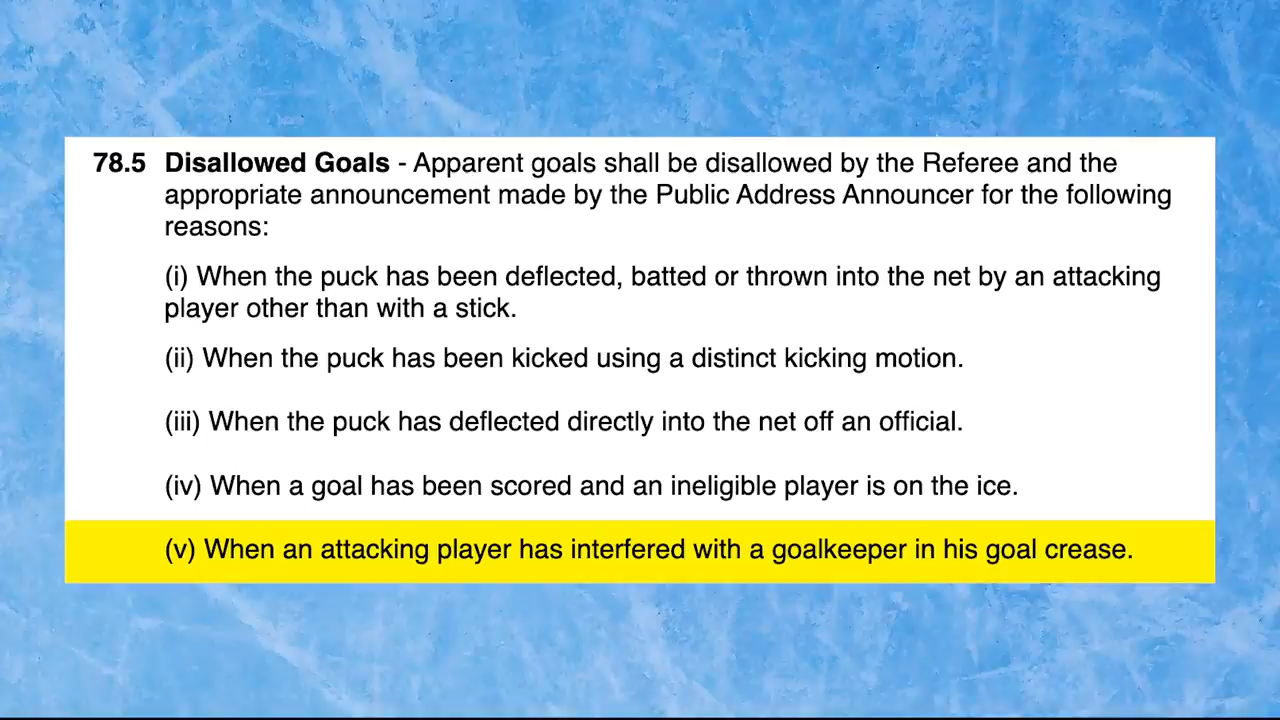 78.5 Disallowed Goals - Apparent goals shall be disallowed by the Referee and the
appropriate announcement made by the Public Address Announcer for the following
reasons:
(i) When the puck has been deflected, batted or thrown into the net by an attacking
player other than with a stick.
(ii) When the puck has been kicked using a distinct kicking motion.
(iii) When the puck has deflected directly into the net off an official.
(iv) When a goal has been scored and an ineligible player is on the ice.
(v) When an attacking player has interfered with a goalkeeper in his goal crease.